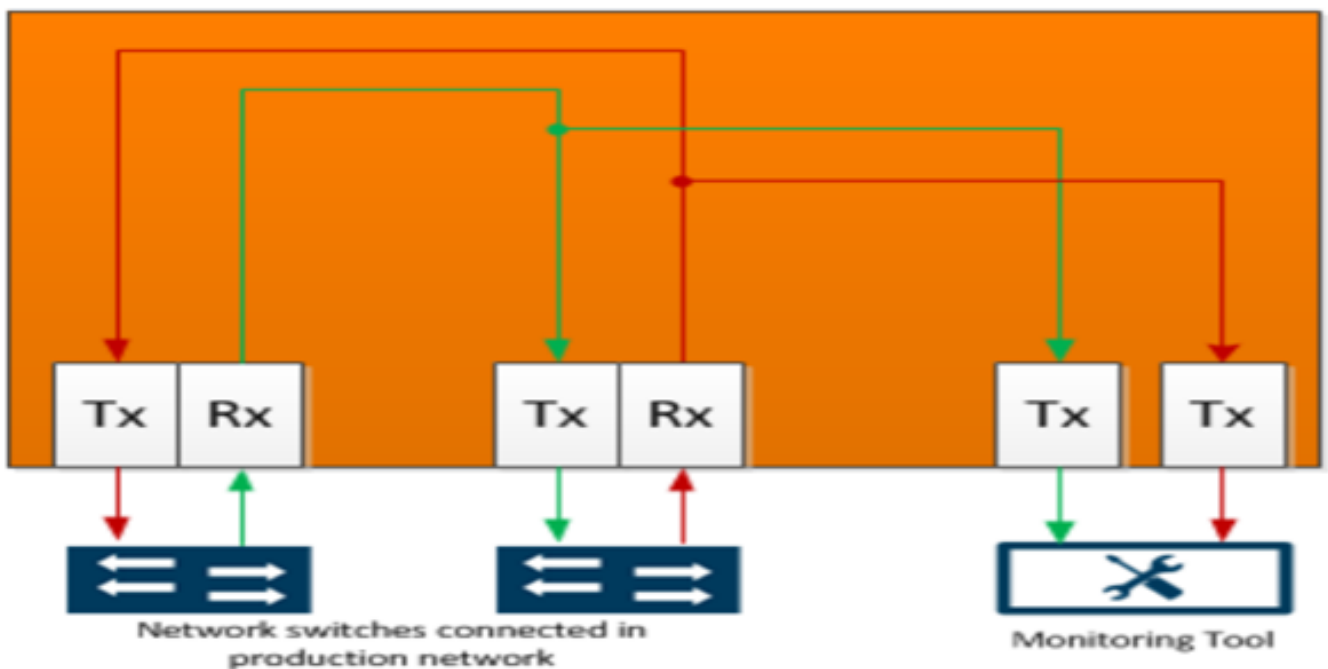 Tx Rx Tx Rx Tx Tx
Network switches connected in
production network
Monitoring Tool